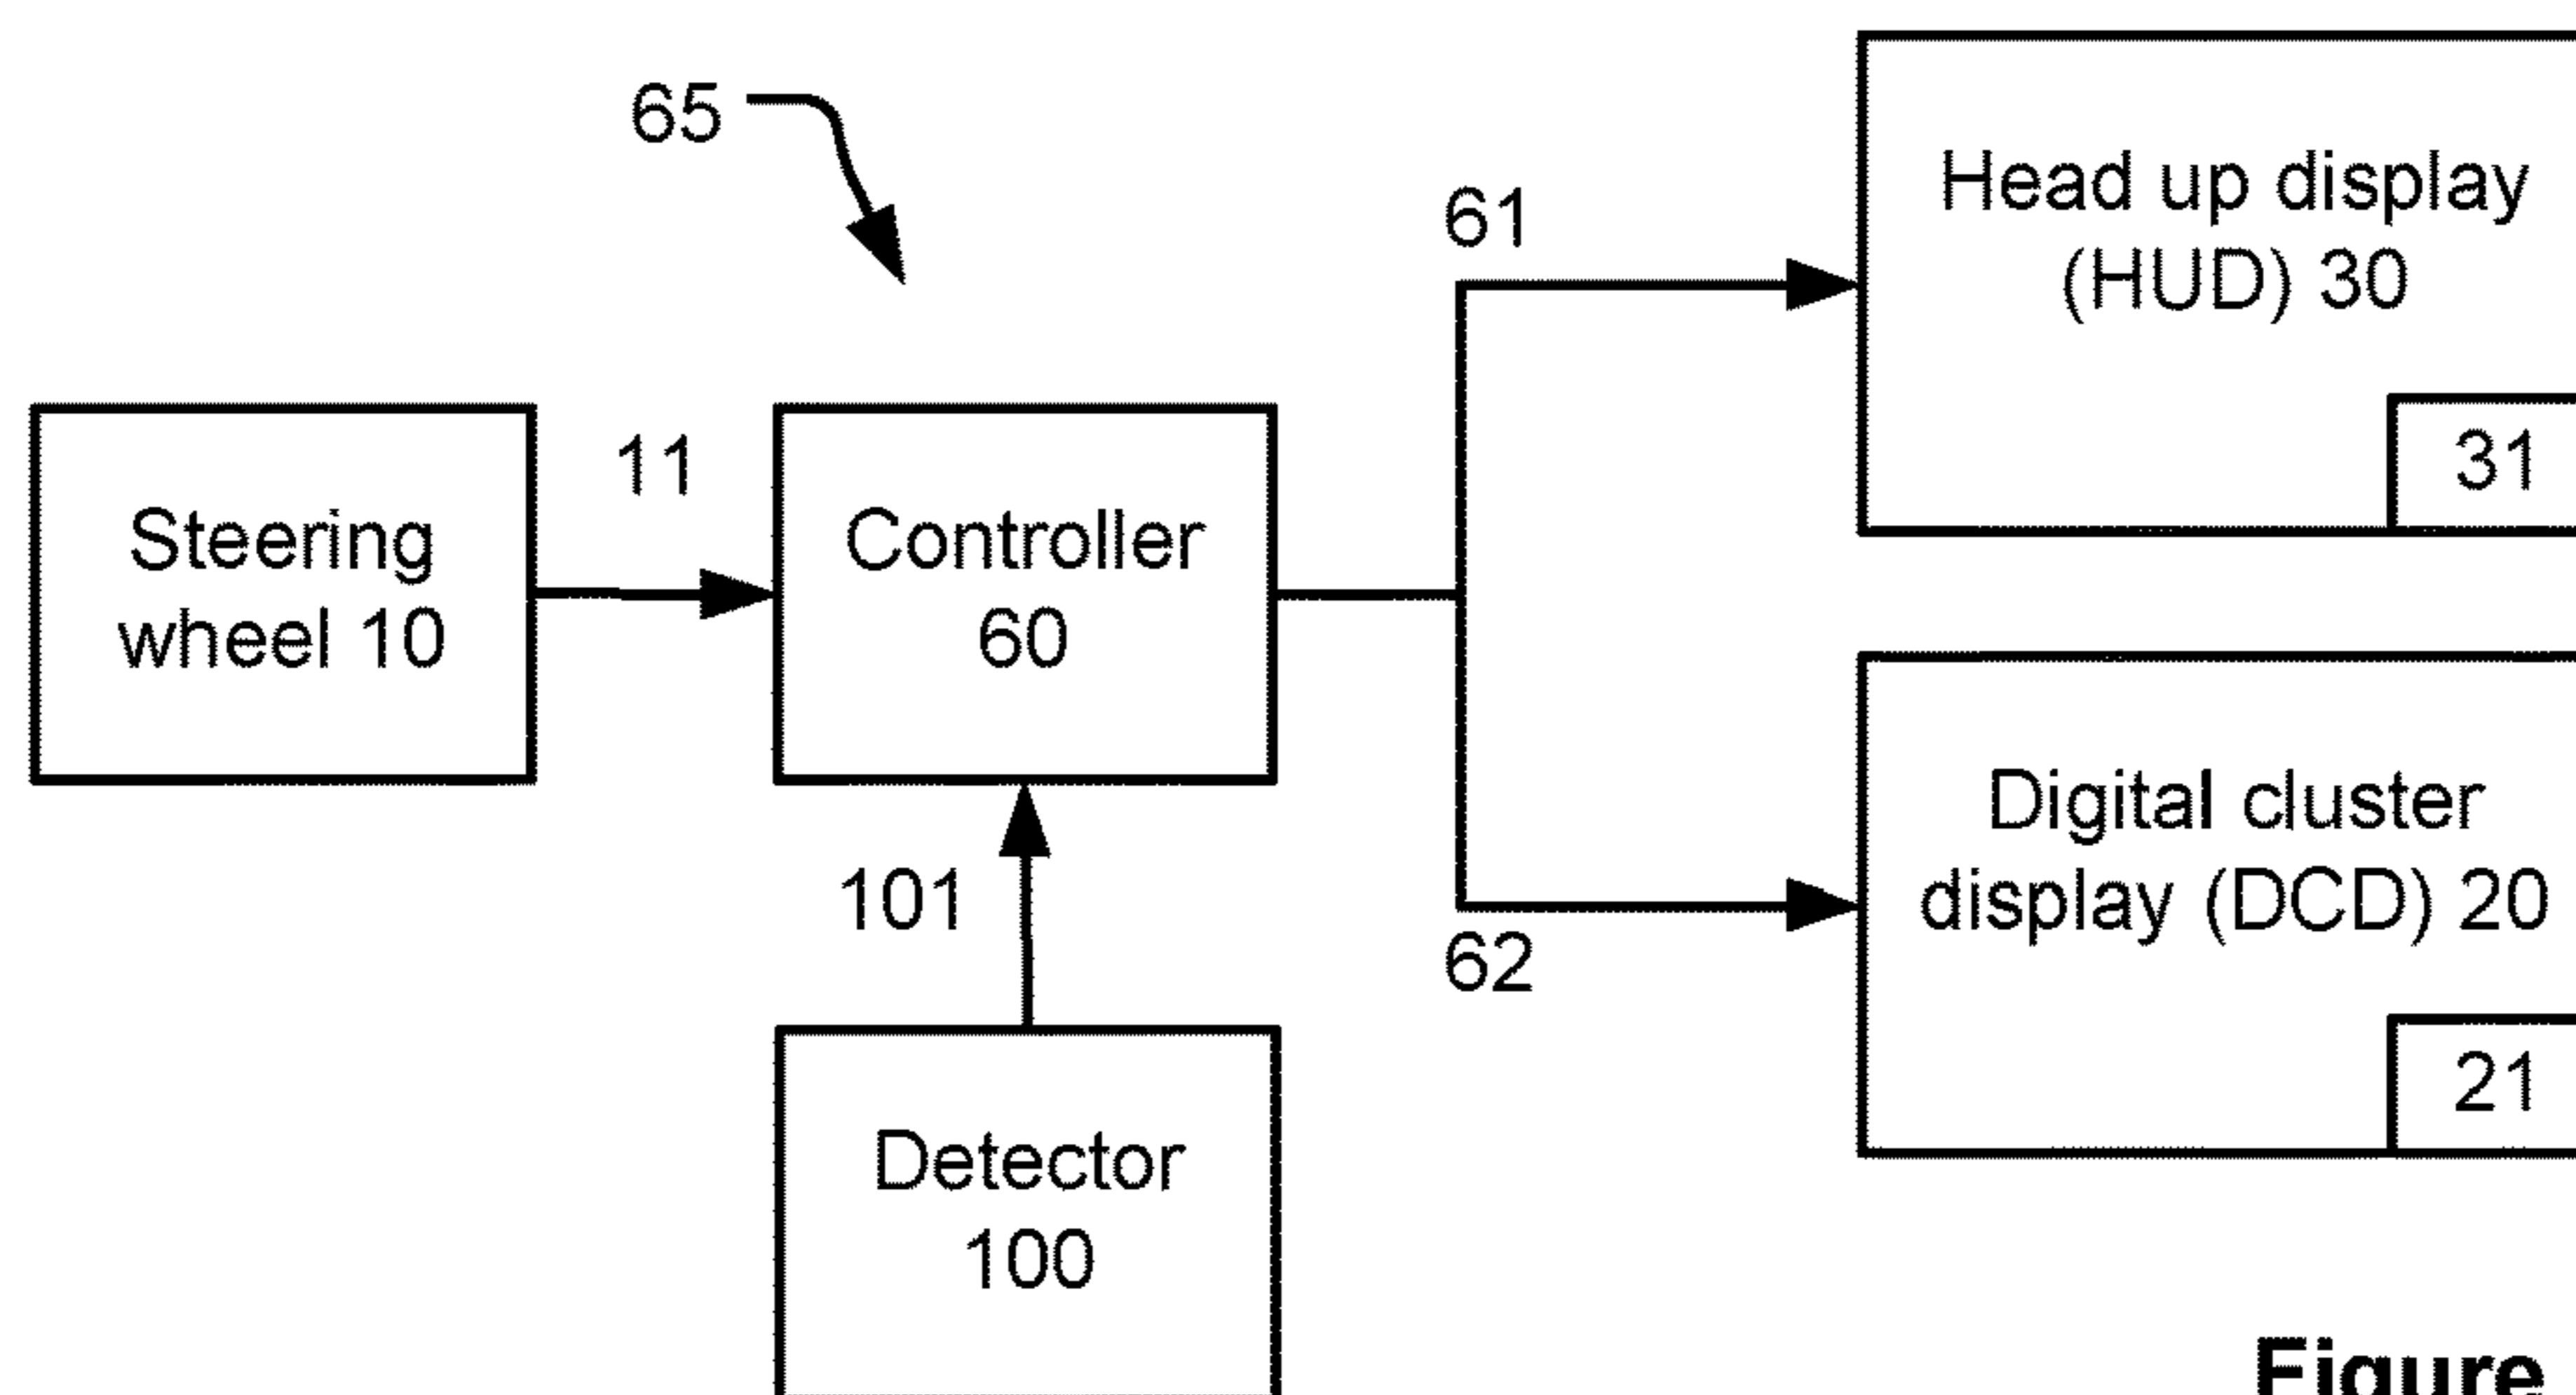 65
61
Head up display
(HUD) 30
31
Steering
wheel 10
11
Controller
60
62
Digital cluster
display (DCD) 20
21
101
Detector
100
Figure